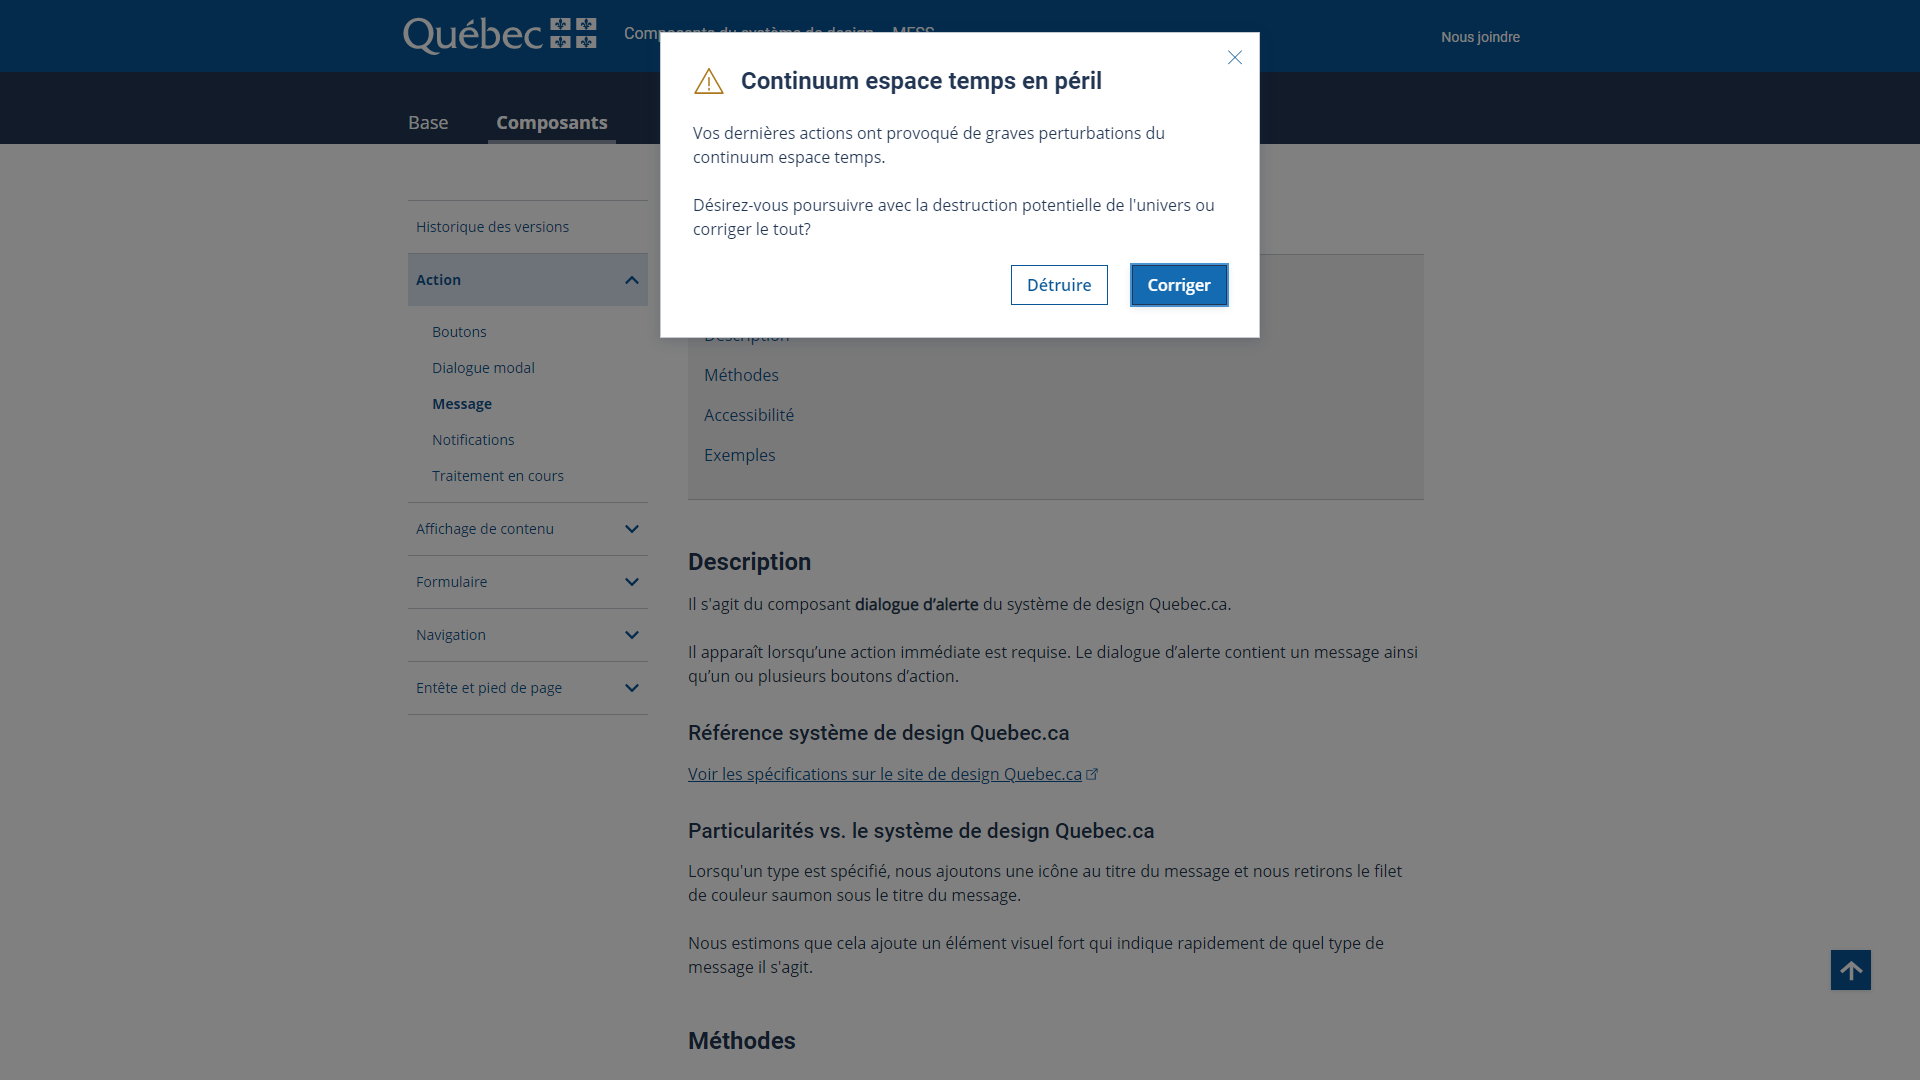 Québec
Composants du système de design - MESS
Nous joindre
Base
Composants
Continuum espace temps en péril
Vos dernières actions ont provoqué de graves perturbations du
continuum espace temps.
Désirez-vous poursuivre avec la destruction potentielle de l'univers ou
corriger le tout?
Détruire
Corriger
Historique des versions
Action
Boutons
Dialogue modal
Message
Notifications
Traitement en cours
Affichage de contenu
Formulaire
Navigation
Entête et pied de page
Description
Méthodes
Accessibilité
Exemples
Description
Il s'agit du composant dialogue d’alerte du système de design Quebec.ca.
Il apparaît lorsqu’une action immédiate est requise. Le dialogue d’alerte contient un message ainsi
qu’un ou plusieurs boutons d’action.
Référence système de design Quebec.ca
Voir les spécifications sur le site de design Quebec.ca
Particularités vs. le système de design Quebec.ca
Lorsqu'un type est spécifié, nous ajoutons une icône au titre du message et nous retirons le filet
de couleur saumon sous le titre du message.
Nous estimons que cela ajoute un élément visuel fort qui indique rapidement de quel type de
message il s'agit.
Méthodes